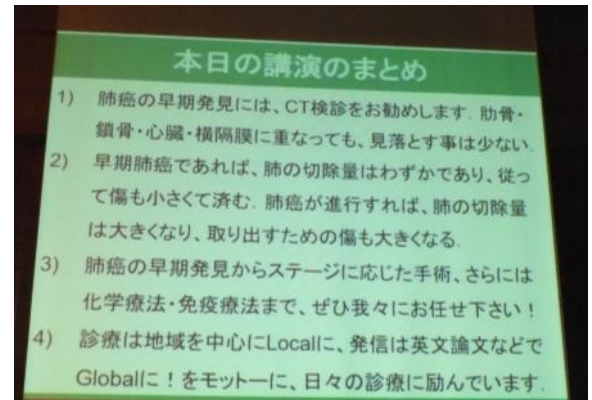 本日の講演のまとめ
1) 肺癌の早期発見には、CT検診をお勧めします. 肋骨・
鎖骨・心臓・横隔膜に重なっても、見落とす事は少ない.
2) 早期肺癌であれば、肺の切除量はわずかであり、従っ
て傷も小さくて済む. 肺癌が進行すれば、肺の切除量
は大きくなり、取り出すための傷も大きくなる.
3) 肺癌の早期発見からステージに応じた手術、さらには
化学療法・免疫療法まで、ぜひ我々にお任せ下さい！
4) 診療は地域を中心にLocalに、発信は英文論文などで
Globalに！をモットーに、日々の診療に励んでいます.